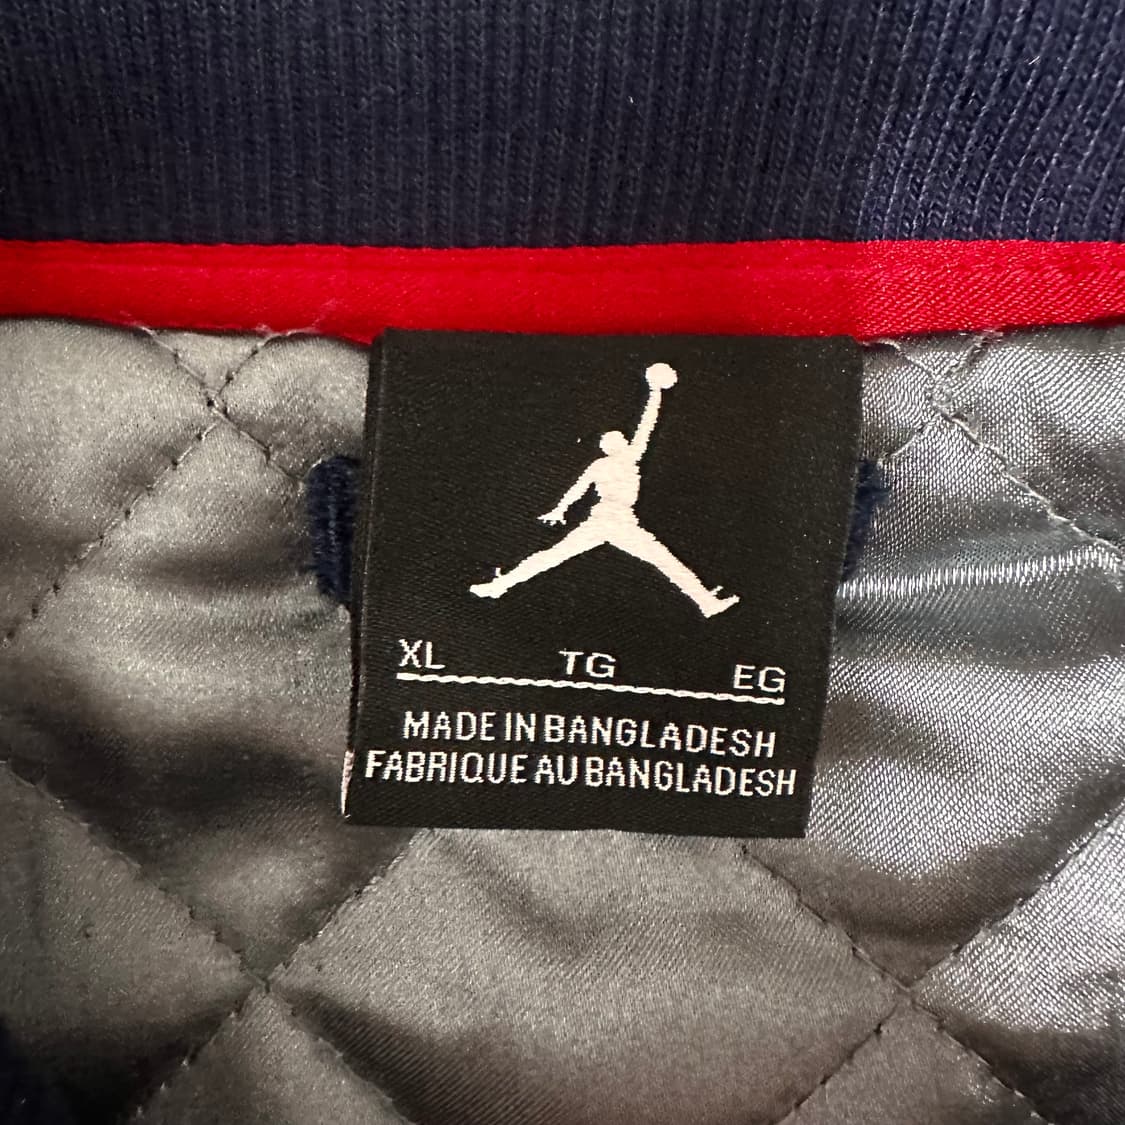 XL TG EG
MADE IN BANGLADESH
FABRIQUE AU BANGLADESH